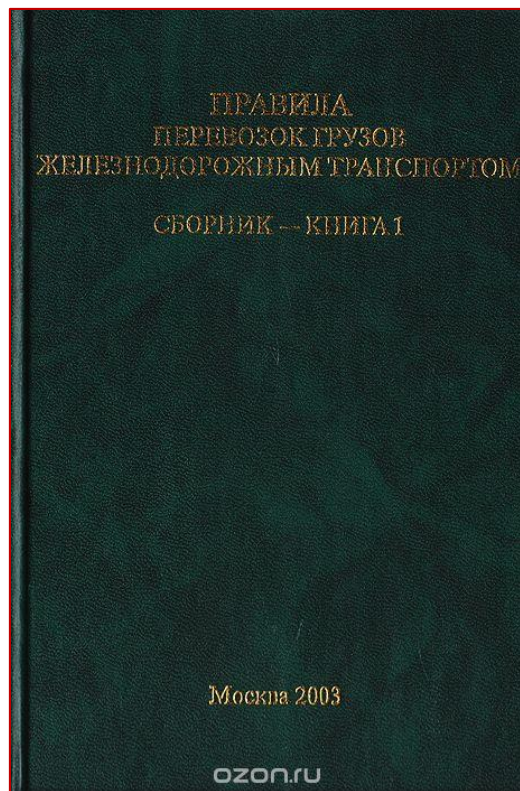 ПРАВИЛА
ПЕРЕВОЗОК ГРУЗОВ
ЖЕЛЕЗНОДОРОЖНЫМ ТРАНСПОРТОМ
СБОРНИК — КНИГА 1
Москва 2003
ozon.ru